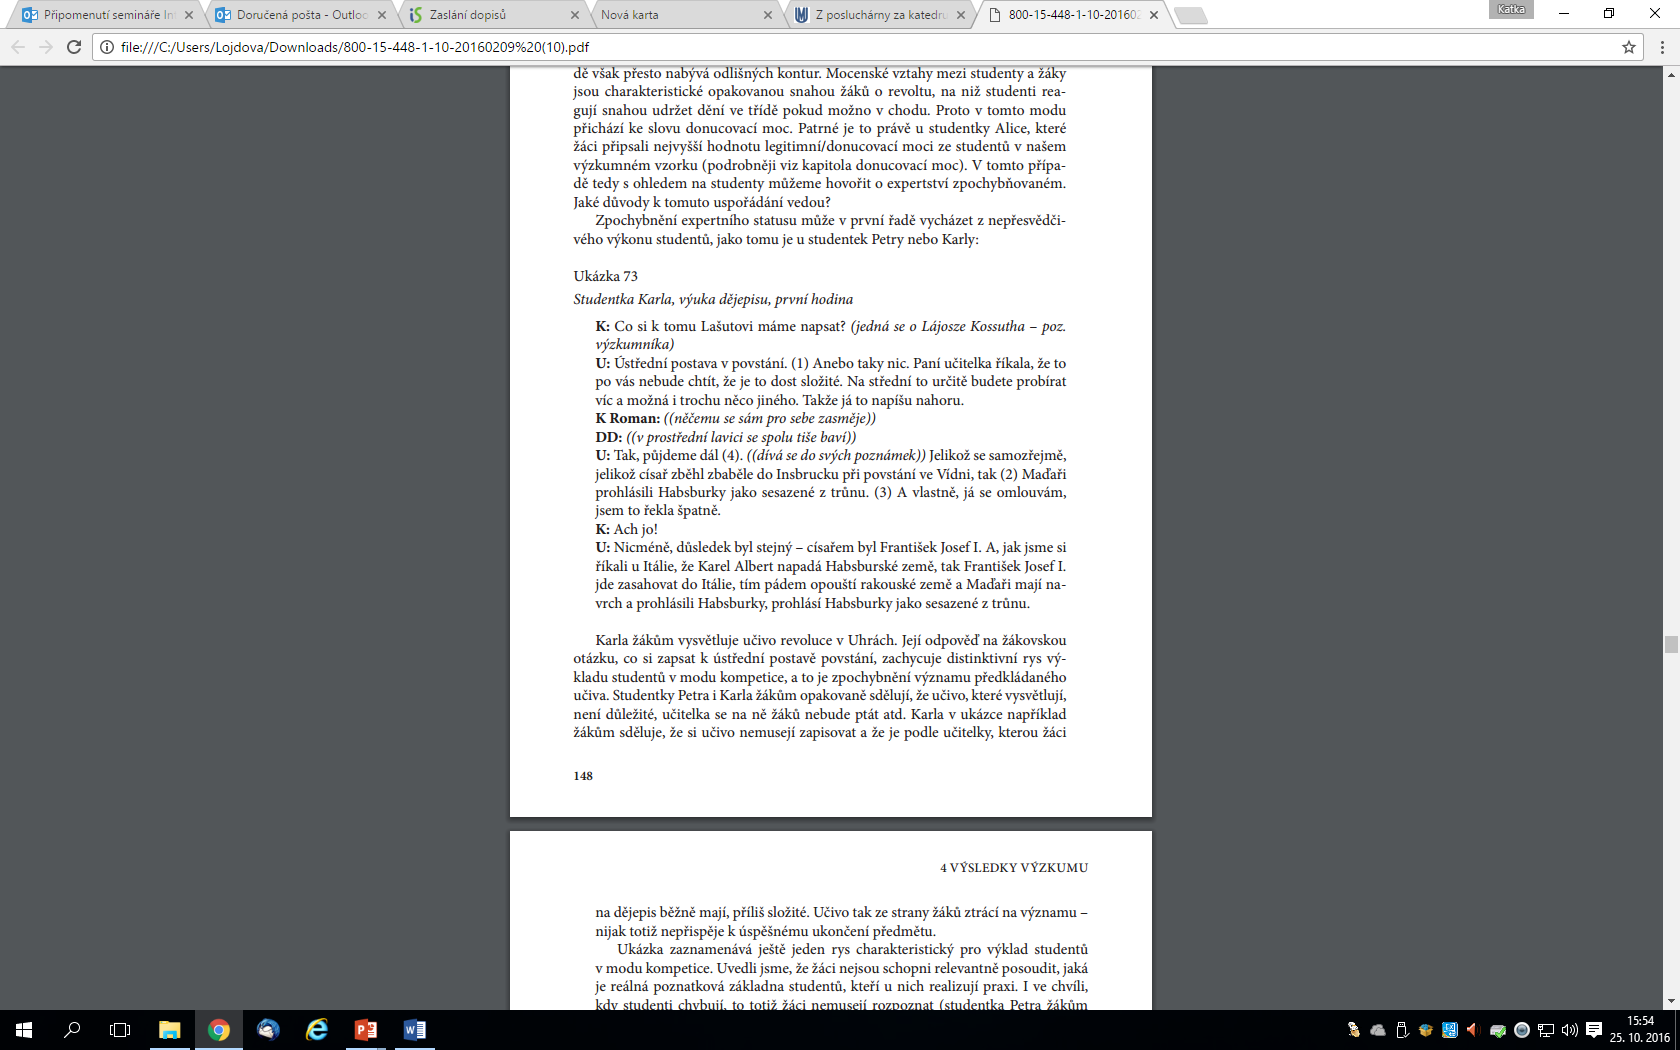 Připomenutí semináře Int
Doručená pošta - Outloo
Zaslání dopisů
Nová karta
Z posluchárny za katedru
800-15-448-1-10-20160209
Katka
file:///C:/Users/Lojdova/Downloads/800-15-448-1-10-20160209%20(10).pdf
dě však přesto nabývá odlišných kontur. Mocenské vztahy mezi studenty a žáky
jsou charakteristické opakovanou snahou žáků o revoltu, na niž studenti rea-
gují snahou udržet dění ve třídě pokud možno v chodu. Proto v tomto modu
přichází ke slovu donucovací moc. Patrné je to právě u studentky Alice, které
žáci připsali nejvyšší hodnotu legitimní/donucovací moci ze studentů v našem
výzkumném vzorku (podrobněji viz kapitola donucovací moc). V tomto přípa-
dě tedy s ohledem na studenty můžeme hovořit o expertství zpochybňovaném.
Jaké důvody k tomuto uspořádání vedou?
Zpochybnění expertního statusu může v první řadě vycházet z nepřesvědči-
vého výkonu studentů, jako tomu je u studentek Petry nebo Karly:
Ukázka 73
Studentka Karla, výuka dějepisu, první hodina
K: Co si k tomu Lašutovi máme napsat? (jedná se o Lájosze Kossutha – poz.
výzkumníka)
U: Ústřední postava v povstání. (1) Anebo taky nic. Paní učitelka říkala, že to
po vás nebude chtít, že je to dost složité. Na střední to určitě budete probírat
víc a možná i trochu něco jiného. Takže já to napíšu nahoru.
K Roman: ((něčemu se sám pro sebe zasměje))
DD: ((v prostřední lavici se spolu tiše baví))
U: Tak, půjdeme dál (4). ((dívá se do svých poznámek)) Jelikož se samozřejmě,
jelikož císař zběhl zbaběle do Insbrucku při povstání ve Vídni, tak (2) Maďaři
prohlásili Habsburky jako sesazené z trůnu. (3) A vlastně, já se omlouvám,
jsem to řekla špatně.
K: Ach jo!
U: Nicméně, důsledek byl stejný – císařem byl František Josef I. A, jak jsme si
říkali u Itálie, že Karel Albert napadá Habsburské země, tak František Josef I.
jde zasahovat do Itálie, tím pádem opouští rakouské země a Maďaři mají na-
vrch a prohlásili Habsburky, prohlásí Habsburky jako sesazené z trůnu.
Karla žákům vysvětluje učivo revoluce v Uhrách. Její odpověď na žákovskou
otázku, co si zapsat k ústřední postavě povstání, zachycuje distinktivní rys vý-
kladu studentů v modu kompetice, a to je zpochybnění významu předkládaného
učiva. Studentky Petra i Karla žákům opakovaně sdělují, že učivo, které vysvětlují,
není důležité, učitelka se na ně žáků nebude ptát atd. Karla v ukázce například
žákům sděluje, že si učivo nemusejí zapisovat a že je podle učitelky, kterou žáci
148
4 VÝSLEDKY VÝZKUMU
na dějepis běžně mají, příliš složité. Učivo tak ze strany žáků ztrácí na významu –
nijak totiž nepřispěje k úspěšnému ukončení předmětu.
Ukázka zaznamenává ještě jeden rys charakteristický pro výklad studentů
v modu kompetice. Uvedli jsme, že žáci nejsou schopni relevantně posoudit, jaká
je reálná poznatková základna studentů, kteří u nich realizují praxi. I ve chvíli,
kdy studenti chybují, to totiž žáci nemusejí rozpoznat (studentka Petra žákům
15:54
25. 10. 2016